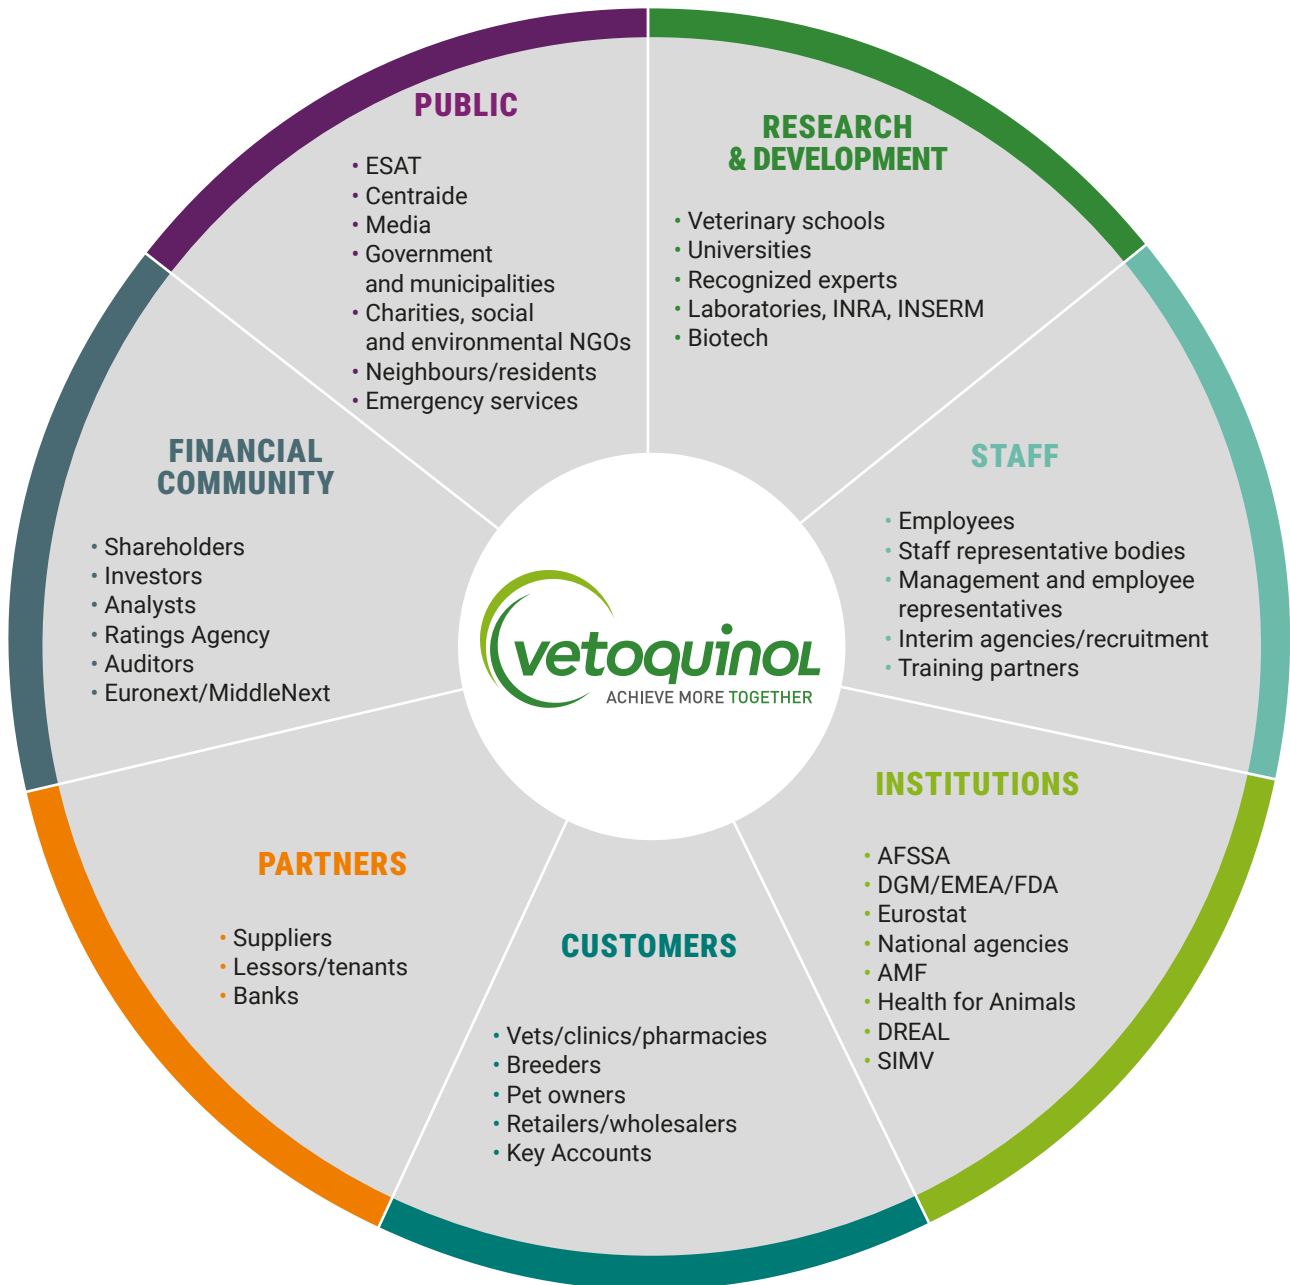 PUBLIC
• ESAT
• Centraide
• Media
• Government
and municipalities
• Charities, social
and environmental NGOs
• Neighbours/residents
• Emergency services
RESEARCH
& DEVELOPMENT
• Veterinary schools
• Universities
• Recognized experts
• Laboratories, INRA, INSERM
• Biotech
FINANCIAL
COMMUNITY
• Shareholders
• Investors
• Analysts
• Ratings Agency
• Auditors
• Euronext/MiddleNext
STAFF
• Employees
• Staff representative bodies
• Management and employee
representatives
• Interim agencies/recruitment
• Training partners
vetoquinol
ACHIEVE MORE TOGETHER
PARTNERS
• Suppliers
• Lessors/tenants
• Banks
CUSTOMERS
• Vets/clinics/pharmacies
• Breeders
• Pet owners
• Retailers/wholesalers
• Key Accounts
INSTITUTIONS
• AFSSA
• DGM/EMEA/FDA
• Eurostat
• National agencies
• AMF
• Health for Animals
• DREAL
• SIMV